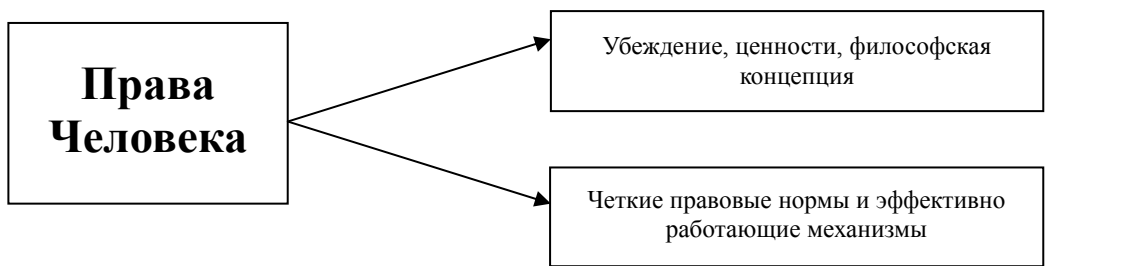 Права
Человека
Убеждение, ценности, философская
концепция
Четкие правовые нормы и эффективно
работающие механизмы